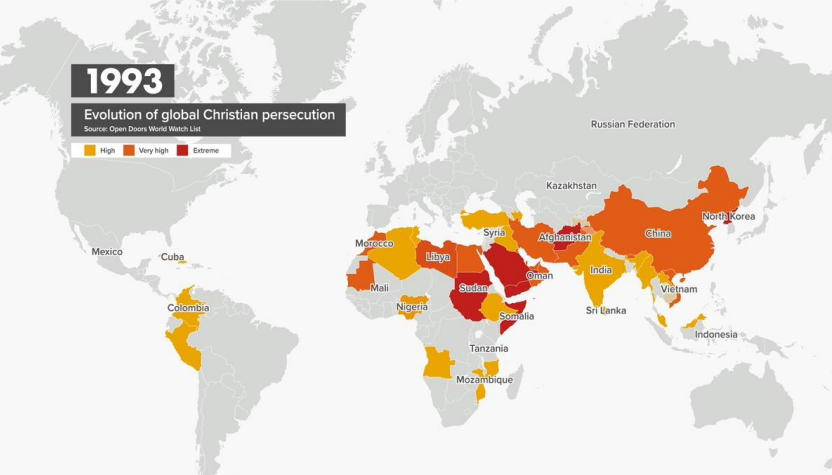 1993
Evolution of global Christian persecution
Source: Open Doors World Watch List
High Very high Extreme
Russian Federation
Kazakhstan
North Korea
Syria
Afghanistan
China
Morocco
Mexico
Cuba
Libya
India
Oman
Mali
Sudan
Vietnam
Colombia
Nigeria
Somalia
Sri Lanka
Indonesia
Tanzania
Mozambique